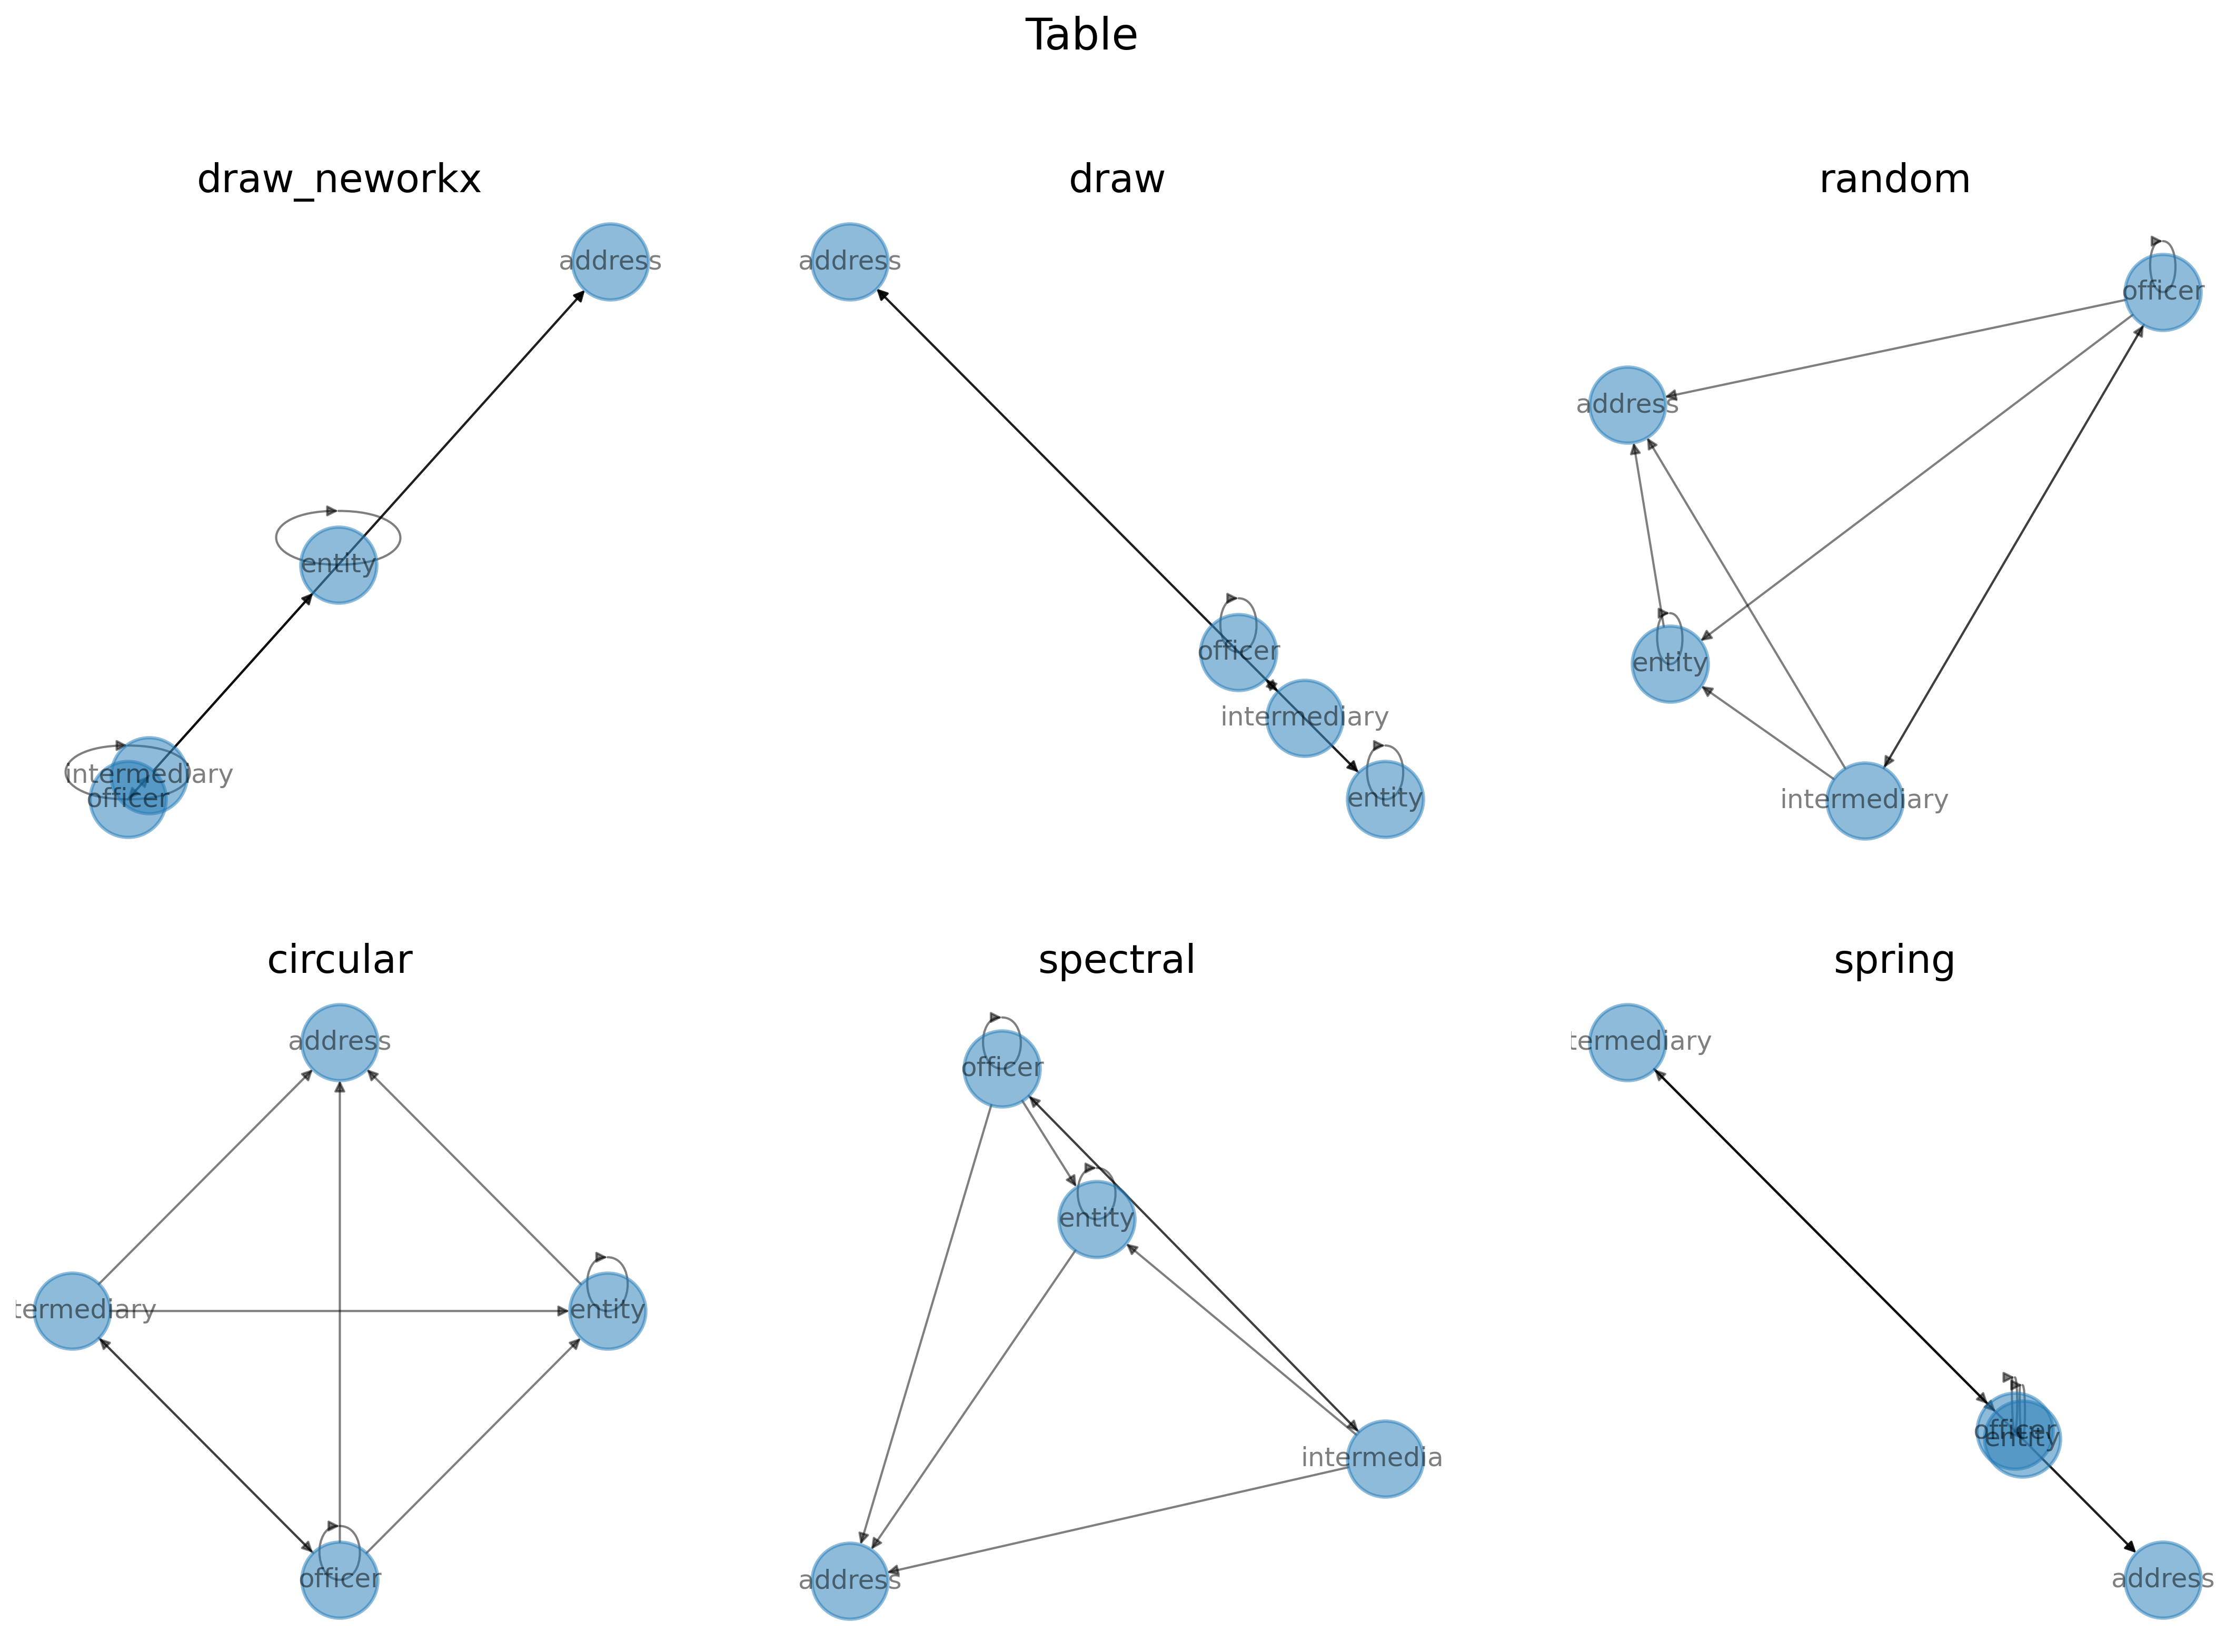 Table
draw_neworkx
address
entity
intermediary
officer
draw
address
officer
intermediary
entity
random
officer
address
entity
intermediary
circular
address
termediary
entity
officer
spectral
officer
entity
intermedia
address
spring
termediary
officer
entity
address